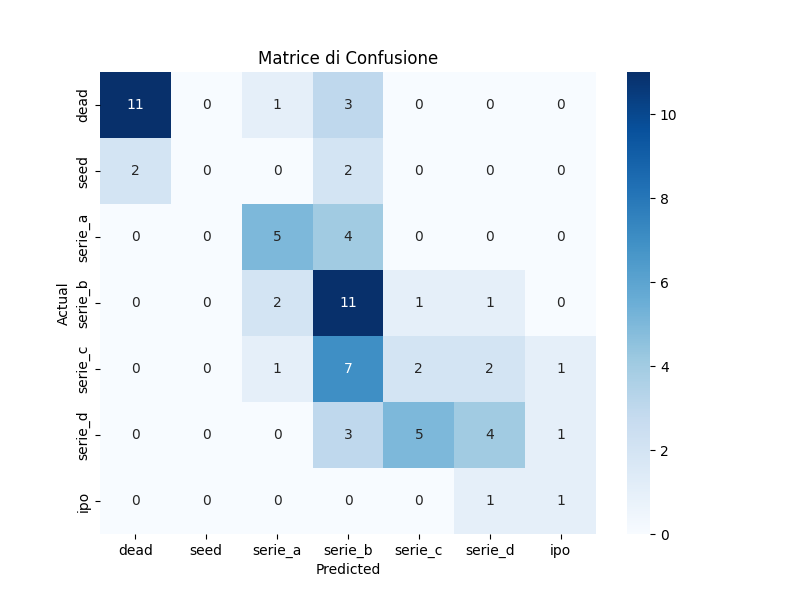 Matrice di Confusione
dead 11 0 1 3 0 0 0
seed 2 0 0 2 0 0 0
serie_a 0 0 5 4 0 0 0
serie_b 0 0 2 11 1 1 0
serie_c 0 0 1 7 2 2 1
serie_d 0 0 0 3 5 4 1
ipo 0 0 0 0 0 1 1
Actual
dead seed serie_a serie_b serie_c serie_d ipo
Predicted
10
8
6
4
2
0